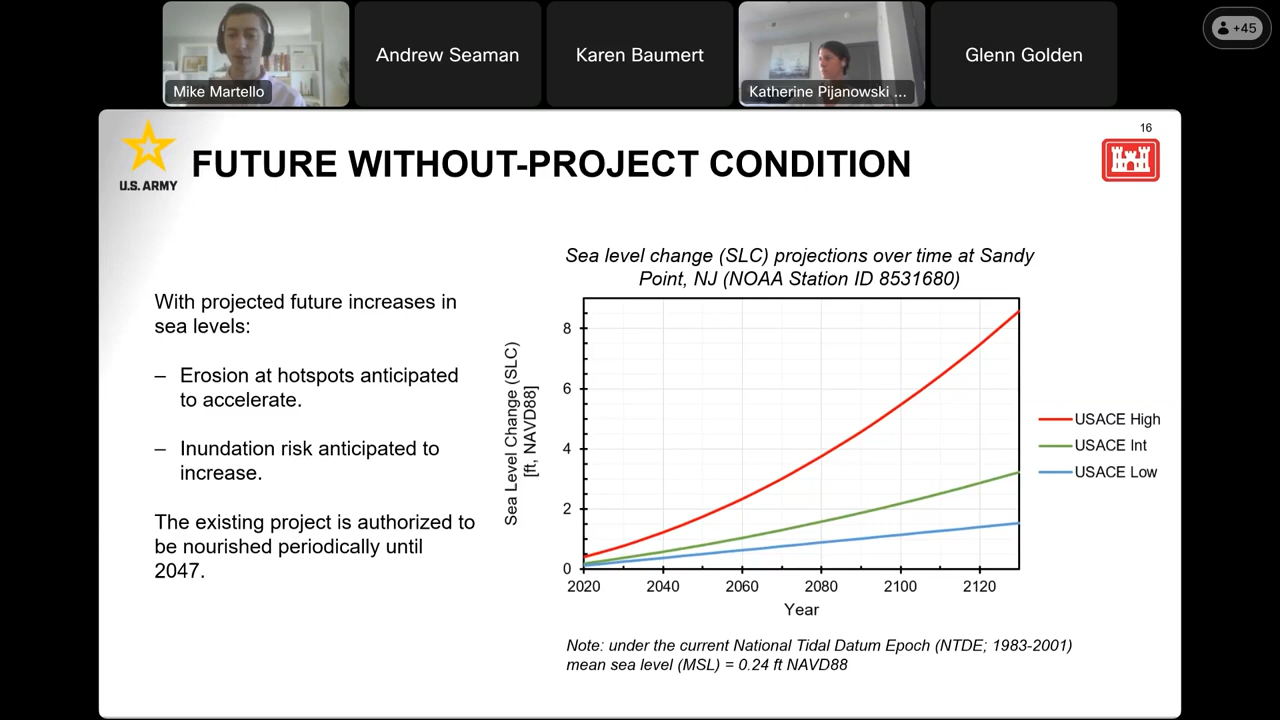 Mike Martello
Andrew Seaman
Karen Baumert
Katherine Pijanowski ...
Glenn Golden
+45
16
U.S. ARMY
FUTURE WITHOUT-PROJECT CONDITION
With projected future increases in
sea levels:
– Erosion at hotspots anticipated
to accelerate.
– Inundation risk anticipated to
increase.
The existing project is authorized to
be nourished periodically until
2047.
Sea level change (SLC) projections over time at Sandy
Point, NJ (NOAA Station ID 8531680)
Sea Level Change (SLC)
[ft, NAVD88]
8
6
4
2
0
2020 2040 2060 2080 2100 2120
Year
USACE High
USACE Int
USACE Low
Note: under the current National Tidal Datum Epoch (NTDE; 1983-2001)
mean sea level (MSL) = 0.24 ft NAVD88